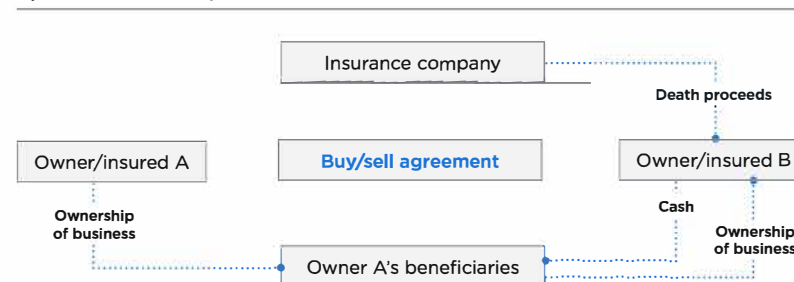 Insurance company
Death proceeds
Owner/insured A
Buy/sell agreement
Owner/insured B
Ownership
of business
Cash
Ownership
of business
Owner A's beneficiaries